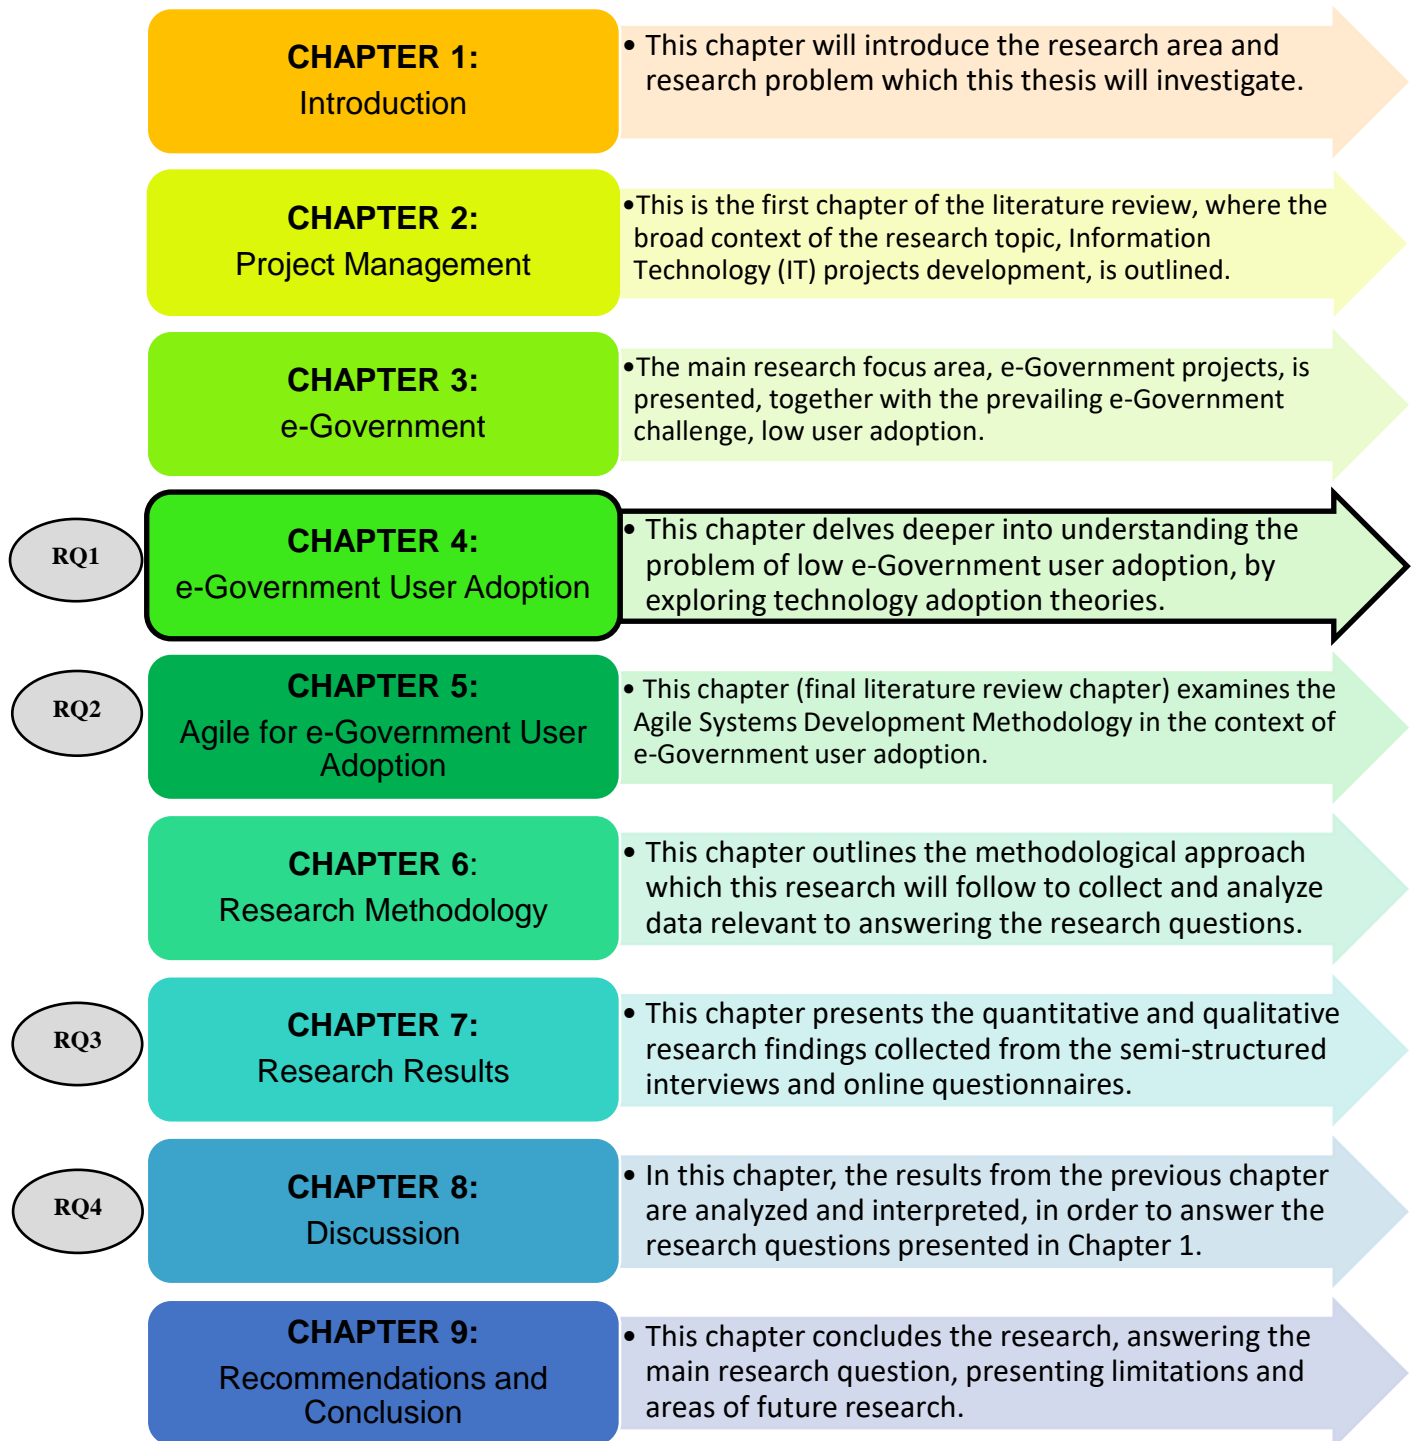 CHAPTER 1:
Introduction
• This chapter will introduce the research area and
research problem which this thesis will investigate.
CHAPTER 2:
Project Management
•This is the first chapter of the literature review, where the
broad context of the research topic, Information
Technology (IT) projects development, is outlined.
CHAPTER 3:
e-Government
•The main research focus area, e-Government projects, is
presented, together with the prevailing e-Government
challenge, low user adoption.
RQ1
CHAPTER 4:
e-Government User Adoption
• This chapter delves deeper into understanding the
problem of low e-Government user adoption, by
exploring technology adoption theories.
RQ2
CHAPTER 5:
Agile for e-Government User
Adoption
• This chapter (final literature review chapter) examines the
Agile Systems Development Methodology in the context of
e-Government user adoption.
CHAPTER 6:
Research Methodology
• This chapter outlines the methodological approach
which this research will follow to collect and analyze
data relevant to answering the research questions.
RQ3
CHAPTER 7:
Research Results
• This chapter presents the quantitative and qualitative
research findings collected from the semi-structured
interviews and online questionnaires.
RQ4
CHAPTER 8:
Discussion
• In this chapter, the results from the previous chapter
are analyzed and interpreted, in order to answer the
research questions presented in Chapter 1.
CHAPTER 9:
Recommendations and
Conclusion
• This chapter concludes the research, answering the
main research question, presenting limitations and
areas of future research.